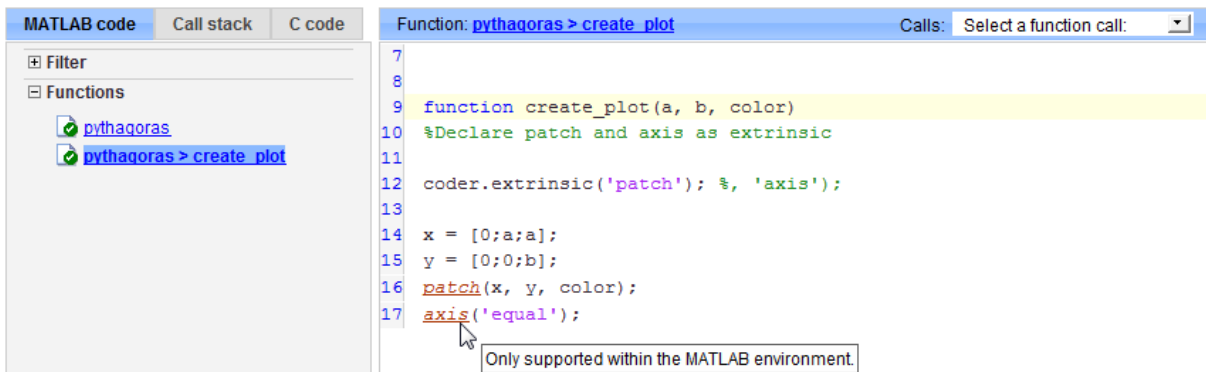 MATLAB code Call stack C code
Filter
Functions
pythagoras
pythagoras > create_plot
Function: pythagoras > create_plot Calls: Select a function call:
7
8
9 function create_plot(a, b, color)
10 %Declare patch and axis as extrinsic
11
12 coder.extrinsic('patch'); %, 'axis');
13
14 x = [0;a;a];
15 y = [0;0;b];
16 patch(x, y, color);
17 axis('equal');
Only supported within the MATLAB environment.